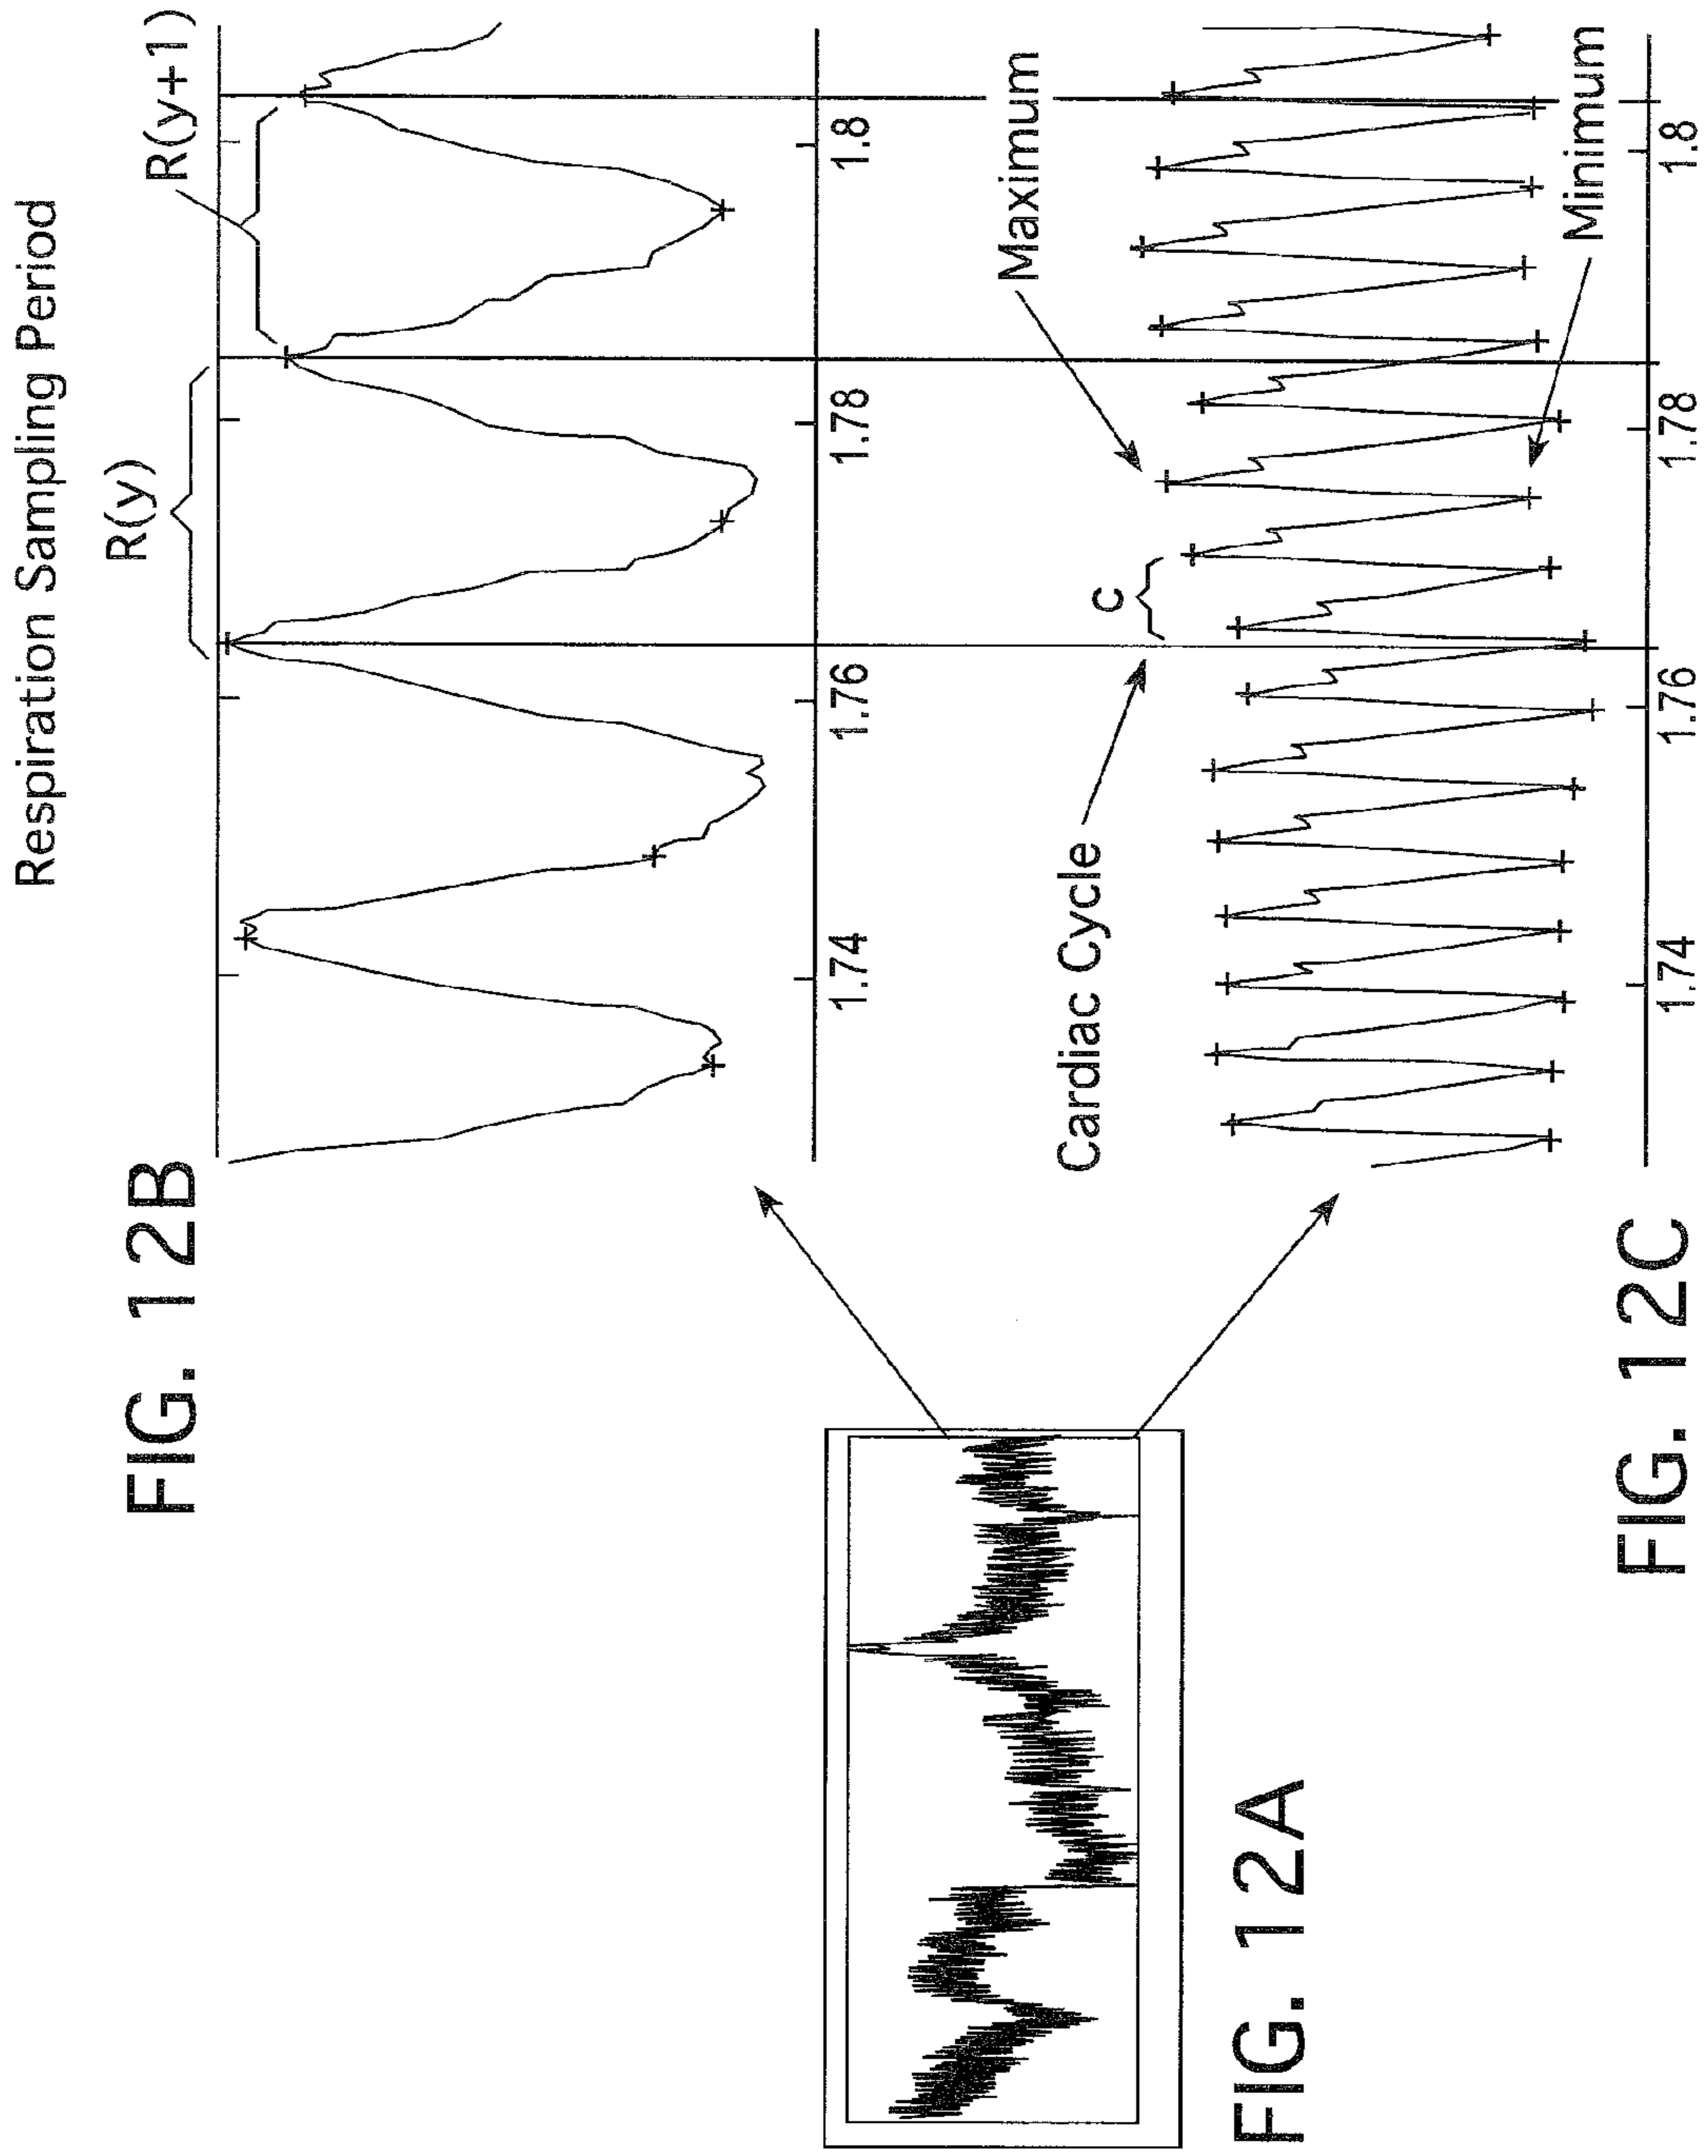 Respiration Sampling Period
R(y)
R(y+1)
FIG. 12B
1.74
1.76
1.78
1.8
Maximum
Cardiac Cycle
c
Minimum
1.74
1.76
1.78
1.8
FIG. 12A
FIG. 12C